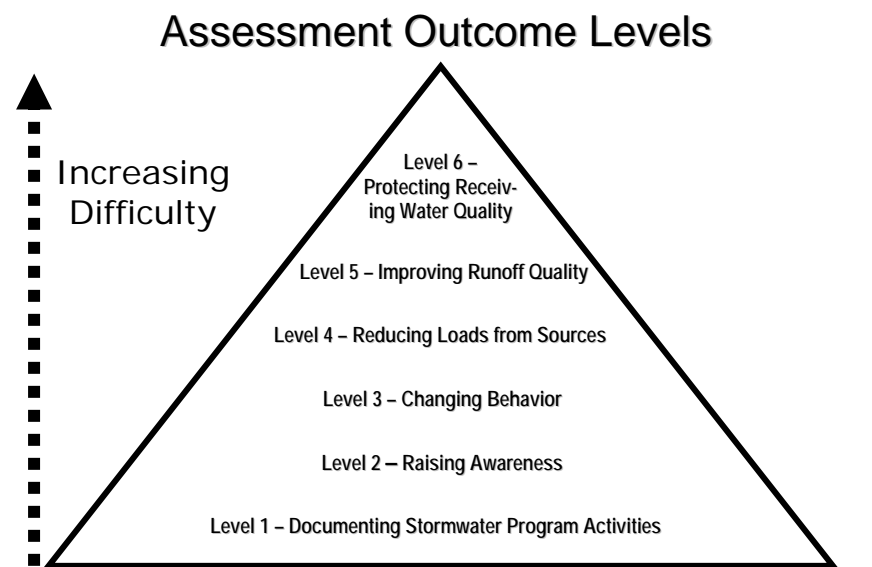 Assessment Outcome Levels
Increasing
Difficulty
Level 6 –
Protecting Receiv-
ing Water Quality
Level 5 – Improving Runoff Quality
Level 4 – Reducing Loads from Sources
Level 3 – Changing Behavior
Level 2 – Raising Awareness
Level 1 – Documenting Stormwater Program Activities